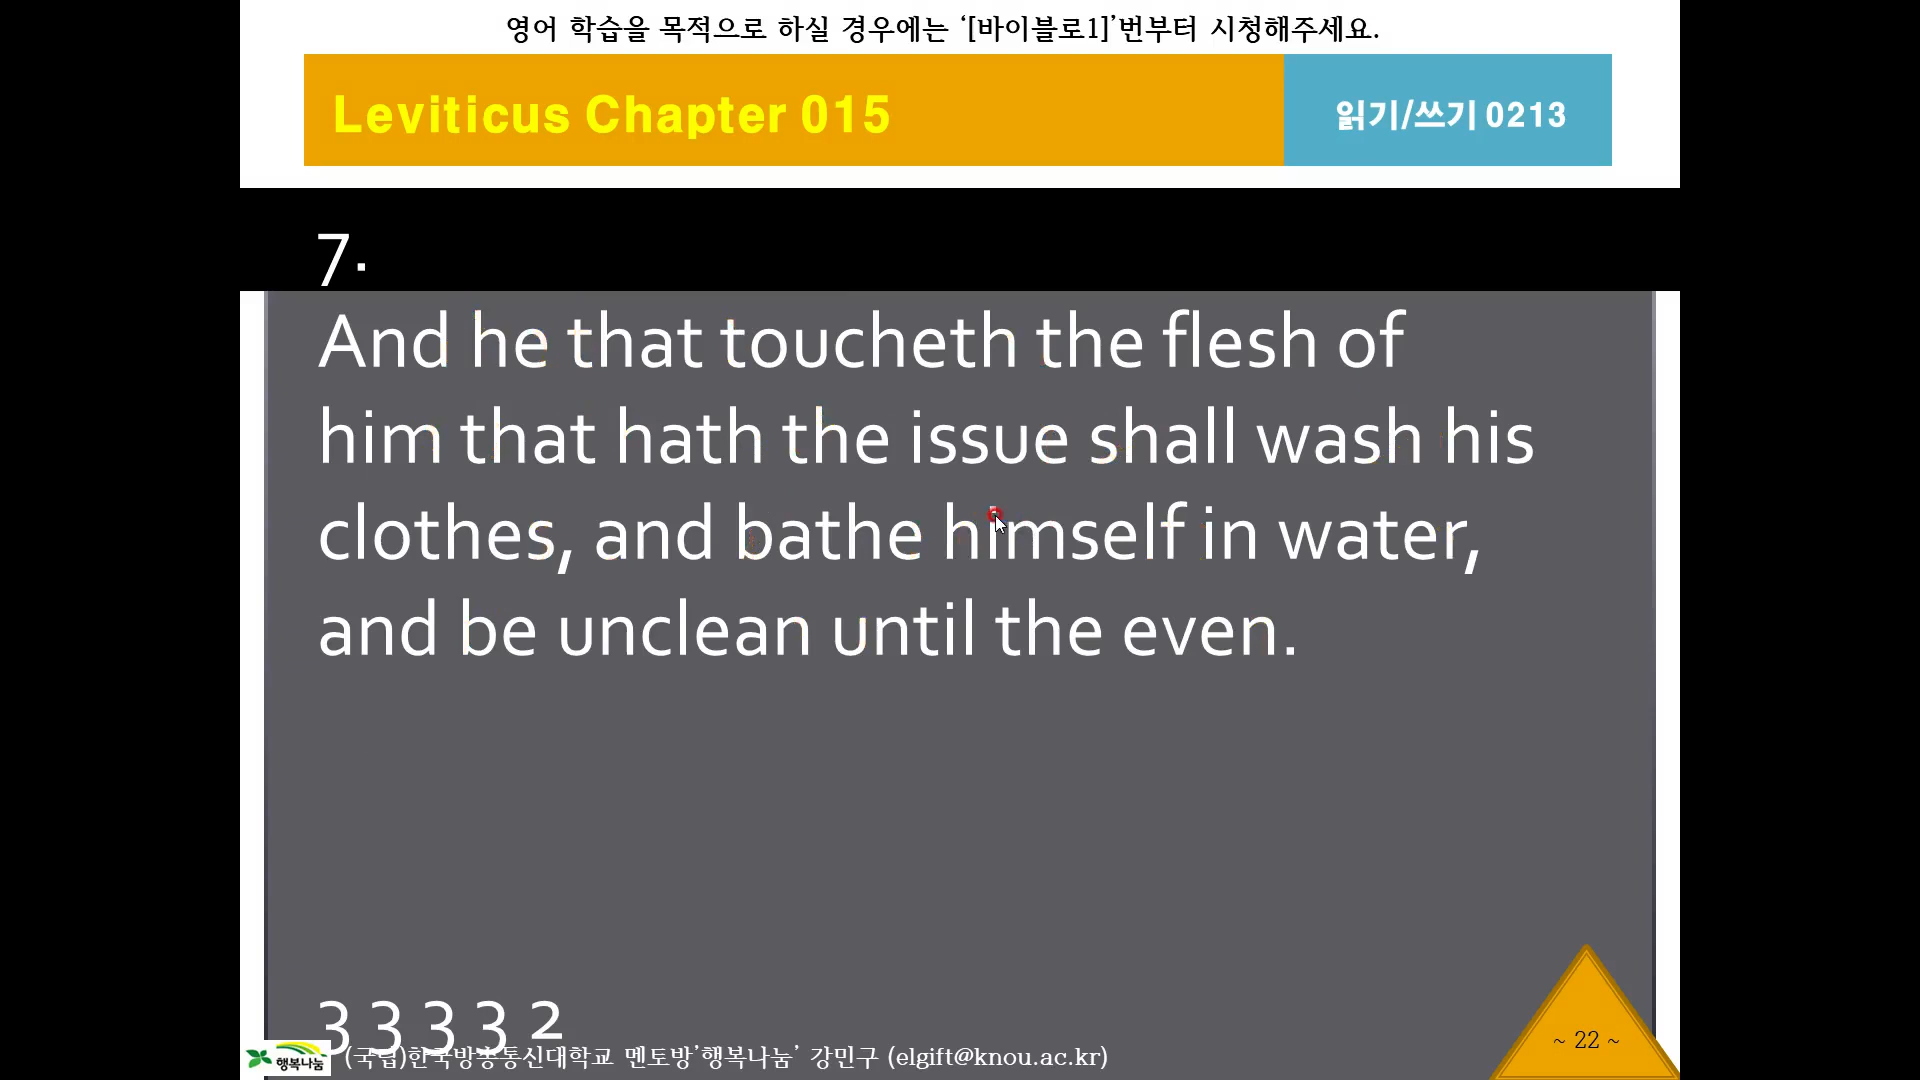 영어 학습을 목적으로 하실 경우에는 ‘[바이블로1]’번부터 시청해주세요.
Leviticus Chapter 015
읽기/쓰기 0213
7.
And he that toucheth the flesh of
him that hath the issue shall wash his
clothes, and bathe himself in water,
and be unclean until the even.
3 3 3 3 2
~ 22 ~
행복나눔
(국립)한국방송통신대학교 멘토방’행복나눔’ 강민구 (elgift@knou.ac.kr)